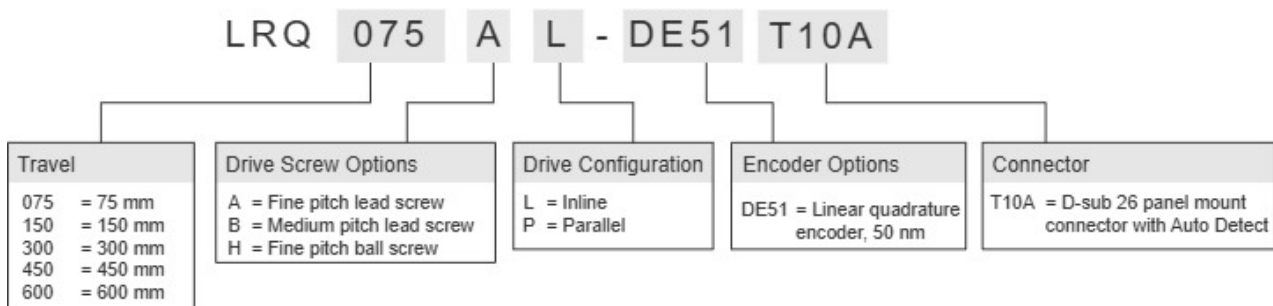 LRQ 075 A L - DE51 T10A
Travel
075 = 75 mm
150 = 150 mm
300 = 300 mm
450 = 450 mm
600 = 600 mm
Drive Screw Options
A = Fine pitch lead screw
B = Medium pitch lead screw
H = Fine pitch ball screw
Drive Configuration
L = Inline
P = Parallel
Encoder Options
DE51 = Linear quadrature
encoder, 50 nm
Connector
T10A = D-sub 26 panel mount
connector with Auto Detect